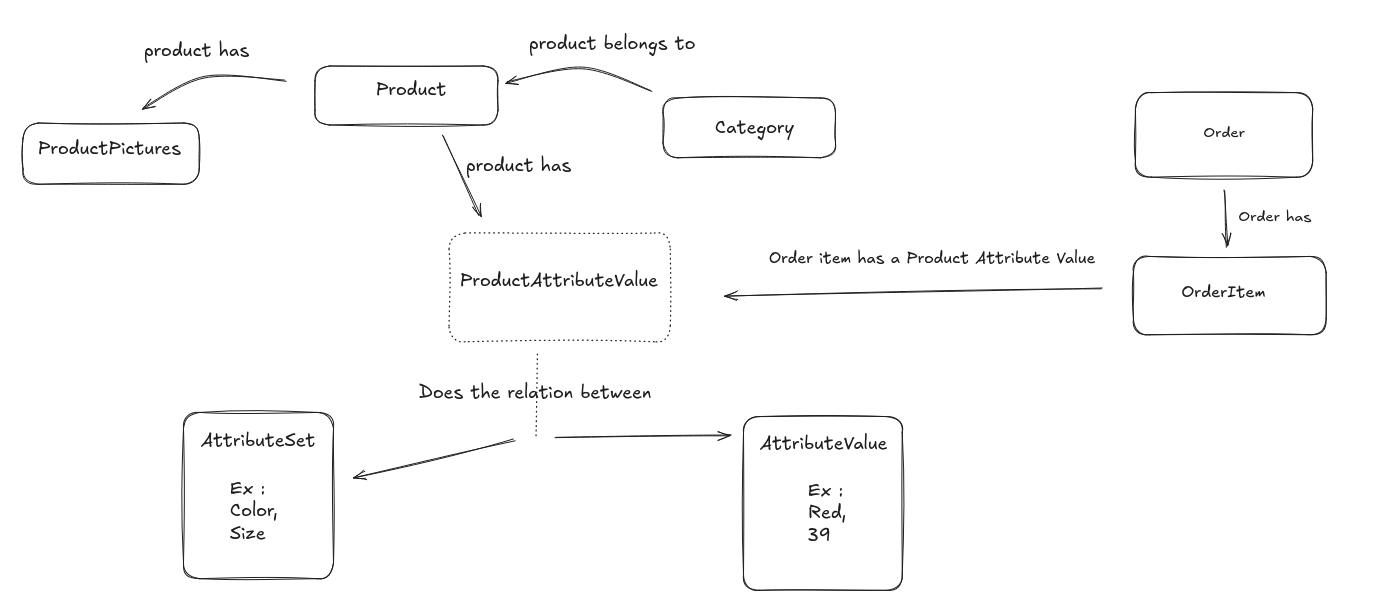 product has
product belongs to
Product
ProductPictures
Category
Order
product has
Order has
ProductAttributeValue
Order item has a Product Attribute Value
OrderItem
Does the relation between
AttributeSet
Ex :
Color,
Size
AttributeValue
Ex :
Red,
39